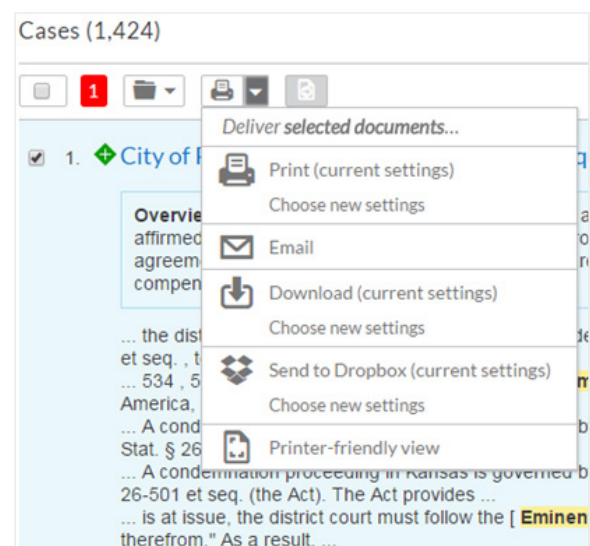 Cases (1,424)
1
Deliver selected documents...
1. City of
Print (current settings)
Choose new settings
Overvie
affirmed
Email
agreem
compen
Download (current settings)
Choose new settings
... the dist
et seq. , t
Send to Dropbox (current settings)
... 534 , 5
America,
Choose new settings
... A cond
Stat. § 26
Printer-friendly view
... A condemnation proceeding in Kansas is governed b
26-501 et seq. (the Act). The Act provides ...
... is at issue, the district court must follow the [ Eminen
therefrom." As a result, ...